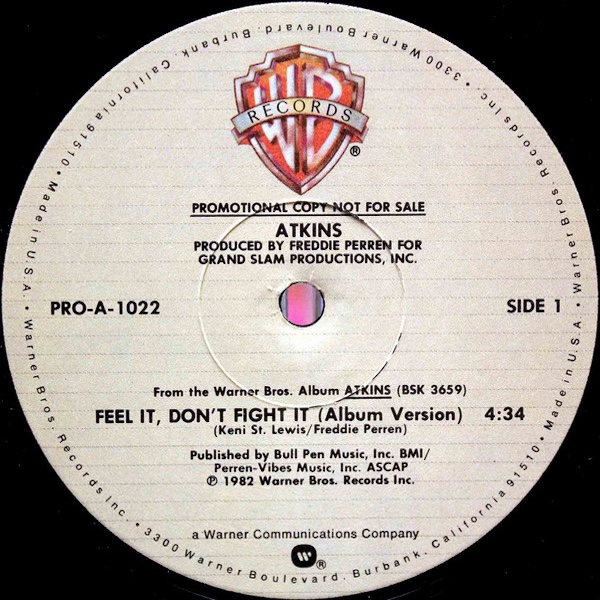 WB
RECORDS
®
PROMOTIONAL COPY NOT FOR SALE
ATKINS
PRODUCED BY FREDDIE PERREN FOR
GRAND SLAM PRODUCTIONS, INC.
PRO-A-1022
SIDE 1
From the Warner Bros. Album ATKINS (BSK 3659)
FEEL IT, DON'T FIGHT IT (Album Version) 4:34
(Keni St. Lewis/Freddie Perren)
Published by Bull Pen Music, Inc. BMI/
Perren-Vibes Music, Inc. ASCAP
℗ 1982 Warner Bros. Records Inc.
a Warner Communications Company
®
Warner Bros. Records Inc. • 3300 Warner Boulevard. Burbank. California 91510 • Made in U.S.A. •
Warner Bros. Records Inc. • 3300 Warner Boulevard. Burbank. California 91510 • Made in U.S.A. •